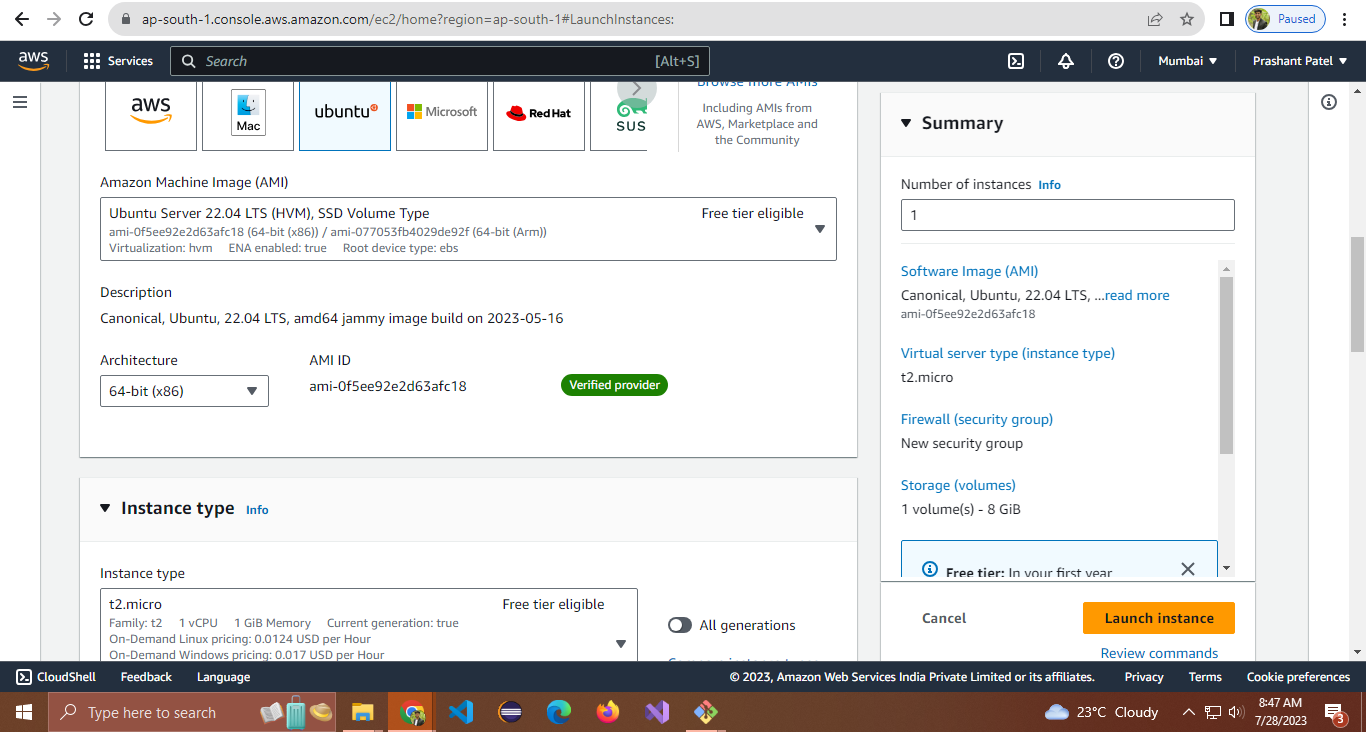 ap-south-1.console.aws.amazon.com/ec2/home?region=ap-south-1#LaunchInstances:
Paused
aws
Services
Search
[Alt+S]
Mumbai
Prashant Patel
aws
Mac
ubuntu
Microsoft
Red Hat
SUS
Browse more AMIs
Including AMIs from
AWS, Marketplace and
the Community
Amazon Machine Image (AMI)
Ubuntu Server 22.04 LTS (HVM), SSD Volume Type
Free tier eligible
ami-0f5ee92e2d63afc18 (64-bit (x86)) / ami-077053fb4029de92f (64-bit (Arm))
Virtualization: hvm ENA enabled: true Root device type: ebs
Description
Canonical, Ubuntu, 22.04 LTS, amd64 jammy image build on 2023-05-16
Architecture
AMI ID
64-bit (x86)
ami-0f5ee92e2d63afc18
Verified provider
Instance type Info
Instance type
t2.micro
Free tier eligible
Family: t2 1 vCPU 1 GiB Memory Current generation: true
On-Demand Linux pricing: 0.0124 USD per Hour
On-Demand Windows pricing: 0.017 USD per Hour
All generations
Summary
Number of instances Info
1
Software Image (AMI)
Canonical, Ubuntu, 22.04 LTS, ...read more
ami-0f5ee92e2d63afc18
Virtual server type (instance type)
t2.micro
Firewall (security group)
New security group
Storage (volumes)
1 volume(s) - 8 GiB
Free tier: In your first year
Cancel
Launch instance
Review commands
CloudShell
Feedback
Language
© 2023, Amazon Web Services India Private Limited or its affiliates.
Privacy
Terms
Cookie preferences
Type here to search
23°C Cloudy
8:47 AM
7/28/2023
3